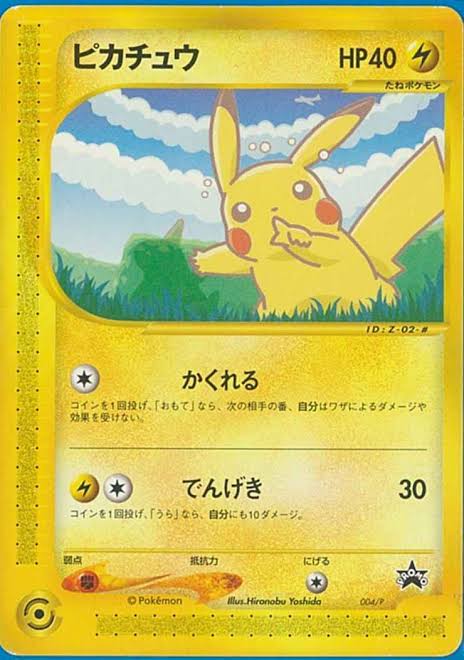 ピカチュウ HP40
たねポケモン
ID:Z-02-#
かくれる
コインを1回投げ、「おもて」なら、次の相手の番、自分はワザによるダメージや
効果を受けない。
でんげき 30
コインを1回投げ、「うら」なら、自分にも10ダメージ。
弱点 抵抗力 にげる
© Pokémon Illus.Hironobu Yoshida 004/P
PROMO